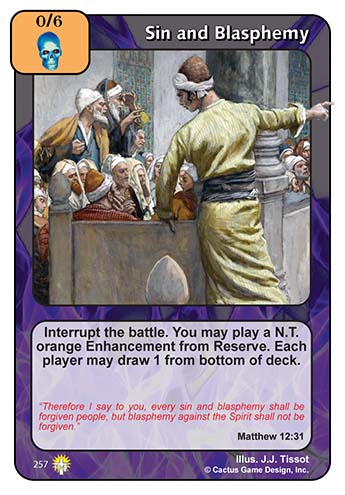 0/6
Sin and Blasphemy
Interrupt the battle. You may play a N.T.
orange Enhancement from Reserve. Each
player may draw 1 from bottom of deck.
"Therefore I say to you, every sin and blasphemy shall be
forgiven people, but blasphemy against the Spirit shall not be
forgiven."
Matthew 12:31
257
Illus. J.J. Tissot
© Cactus Game Design, Inc.